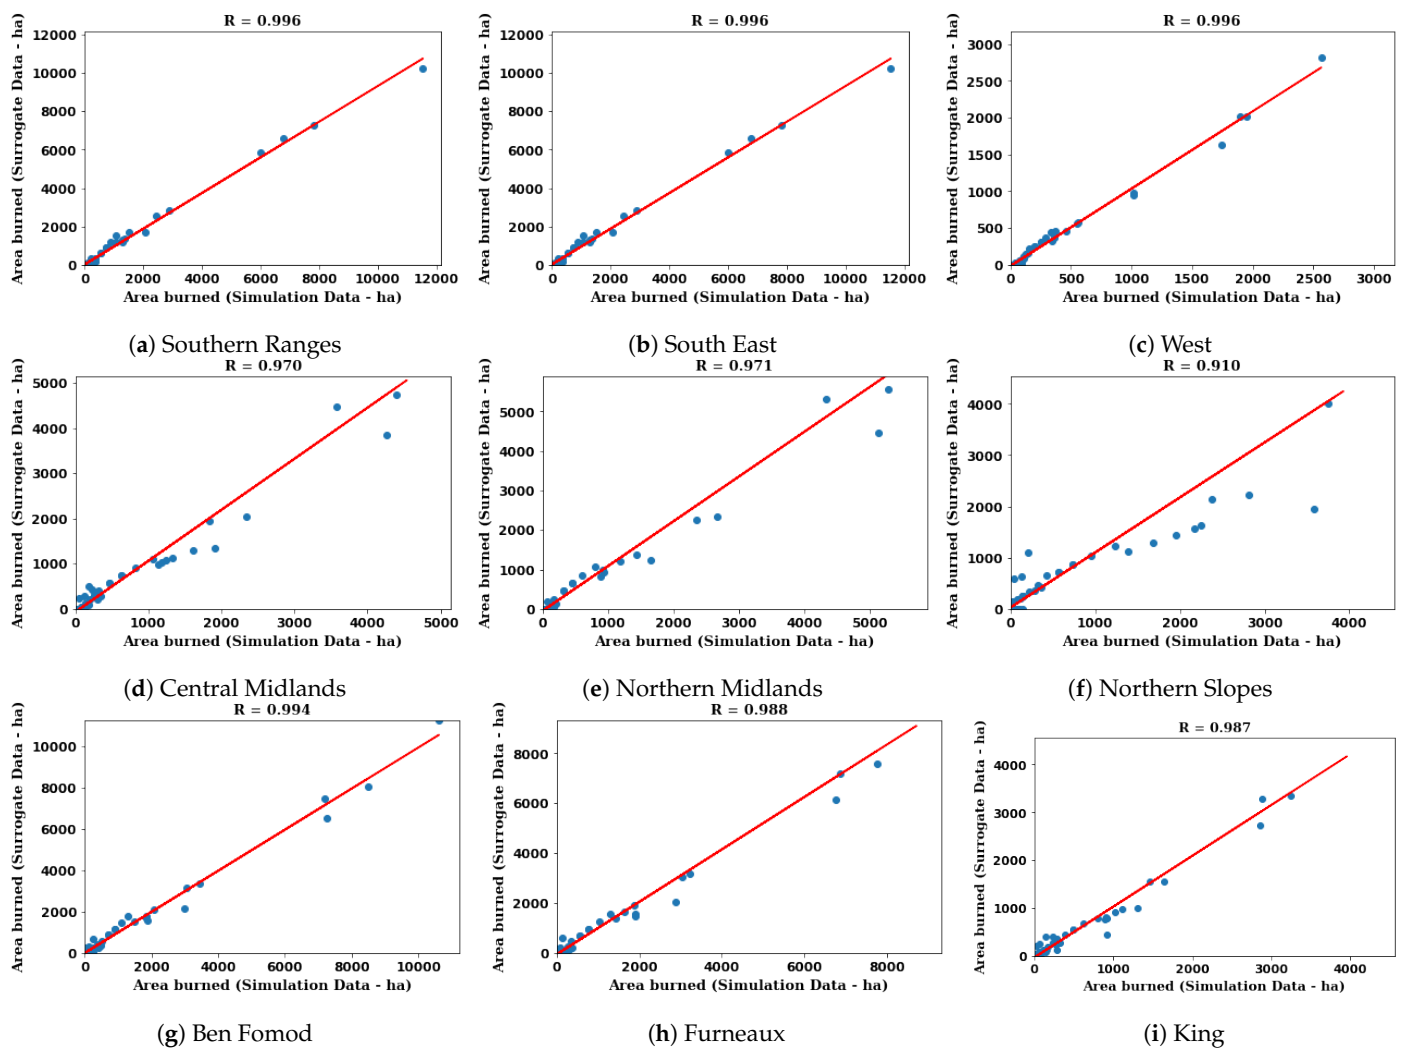 R = 0.996
Area burned (Surrogate Data - ha)
12000
10000
8000
6000
4000
2000
0
0 2000 4000 6000 8000 10000 12000
Area burned (Simulation Data - ha)
(a) Southern Ranges
R = 0.996
Area burned (Surrogate Data - ha)
12000
10000
8000
6000
4000
2000
0
0 2000 4000 6000 8000 10000 12000
Area burned (Simulation Data - ha)
(b) South East
R = 0.996
Area burned (Surrogate Data - ha)
3000
2500
2000
1500
1000
500
0
0 500 1000 1500 2000 2500 3000
Area burned (Simulation Data - ha)
(c) West
R = 0.970
Area burned (Surrogate Data - ha)
5000
4000
3000
2000
1000
0
0 1000 2000 3000 4000 5000
Area burned (Simulation Data - ha)
(d) Central Midlands
R = 0.971
Area burned (Surrogate Data - ha)
5000
4000
3000
2000
1000
0
0 1000 2000 3000 4000 5000
Area burned (Simulation Data - ha)
(e) Northern Midlands
R = 0.910
Area burned (Surrogate Data - ha)
4000
3000
2000
1000
0
0 1000 2000 3000 4000
Area burned (Simulation Data - ha)
(f) Northern Slopes
R = 0.994
Area burned (Surrogate Data - ha)
10000
8000
6000
4000
2000
0
0 2000 4000 6000 8000 10000
Area burned (Simulation Data - ha)
(g) Ben Fomod
R = 0.988
Area burned (Surrogate Data - ha)
8000
6000
4000
2000
0
0 2000 4000 6000 8000
Area burned (Simulation Data - ha)
(h) Furneaux
R = 0.987
Area burned (Surrogate Data - ha)
4000
3000
2000
1000
0
0 1000 2000 3000 4000
Area burned (Simulation Data - ha)
(i) King